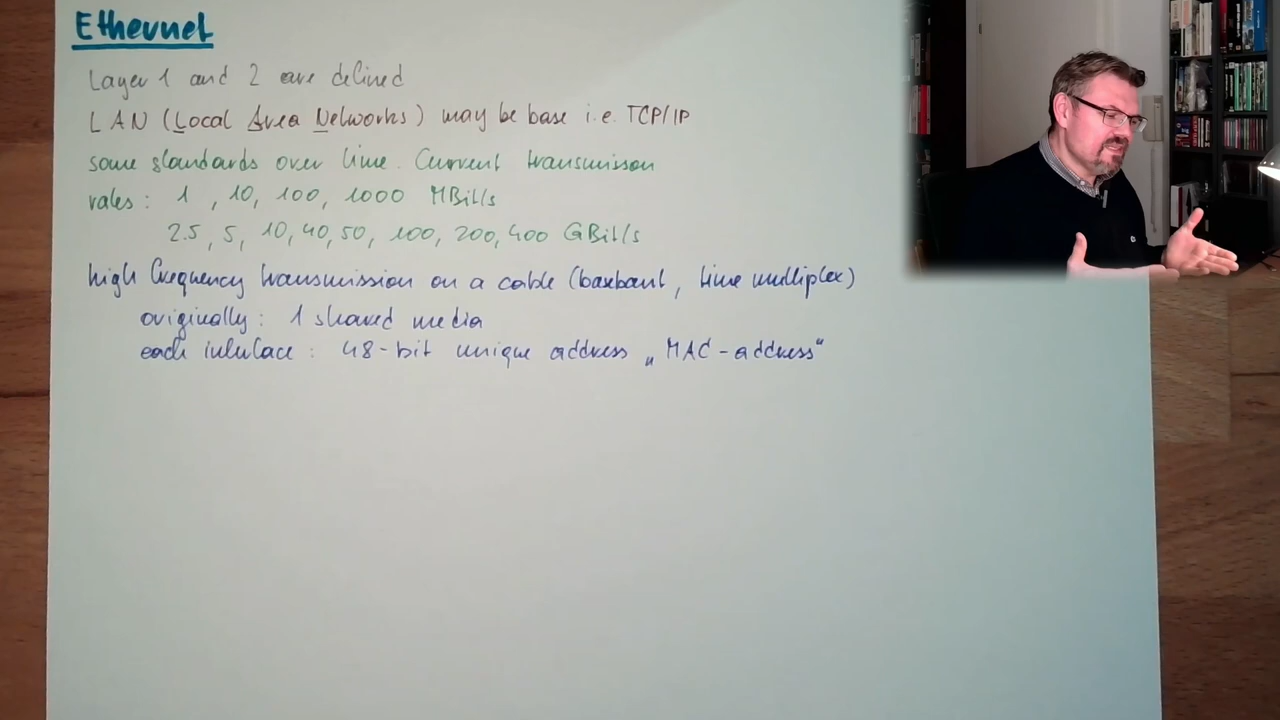 Ethernet
Layer 1 and 2 are defined
LAN (Local Area Networks) may be base i.e. TCP/IP
some standards over time. Current transmisson
rates: 1, 10, 100, 1000 MBit/s
2.5, 5, 10, 40, 50, 100, 200, 400 GBit/s
high frequency transmission on a cable (baseband, time multiplex)
originally: 1 shared media
each interface: 48-bit unique address „MAC-address“